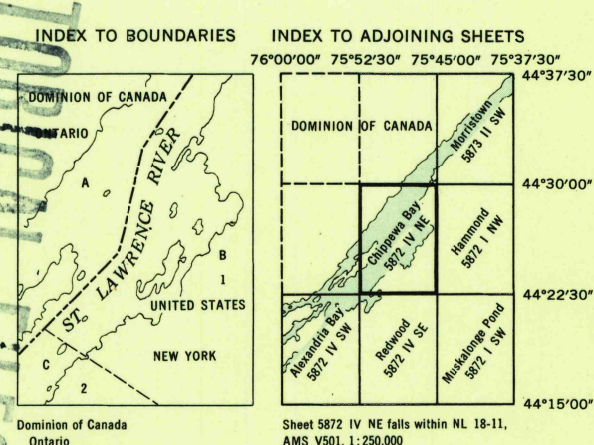 INDEX TO BOUNDARIES
DOMINION OF CANADA
ONTARIO
A
ST. LAWRENCE RIVER
B
1
UNITED STATES
NEW YORK
C
2
Dominion of Canada
Ontario
INDEX TO ADJOINING SHEETS
76°00'00" 75°52'30" 75°45'00" 75°37'30"
44°37'30"
DOMINION OF CANADA
Morristown
5873 II SW
44°30'00"
Chippewa Bay
5872 IV NE
Hammond
5872 I NW
44°22'30"
Alexandria Bay
5872 IV SW
Redwood
5872 IV SE
Muskalonge Pond
5872 I SW
44°15'00"
Sheet 5872 IV NE falls within NL 18-11,
AMS V501, 1:250,000